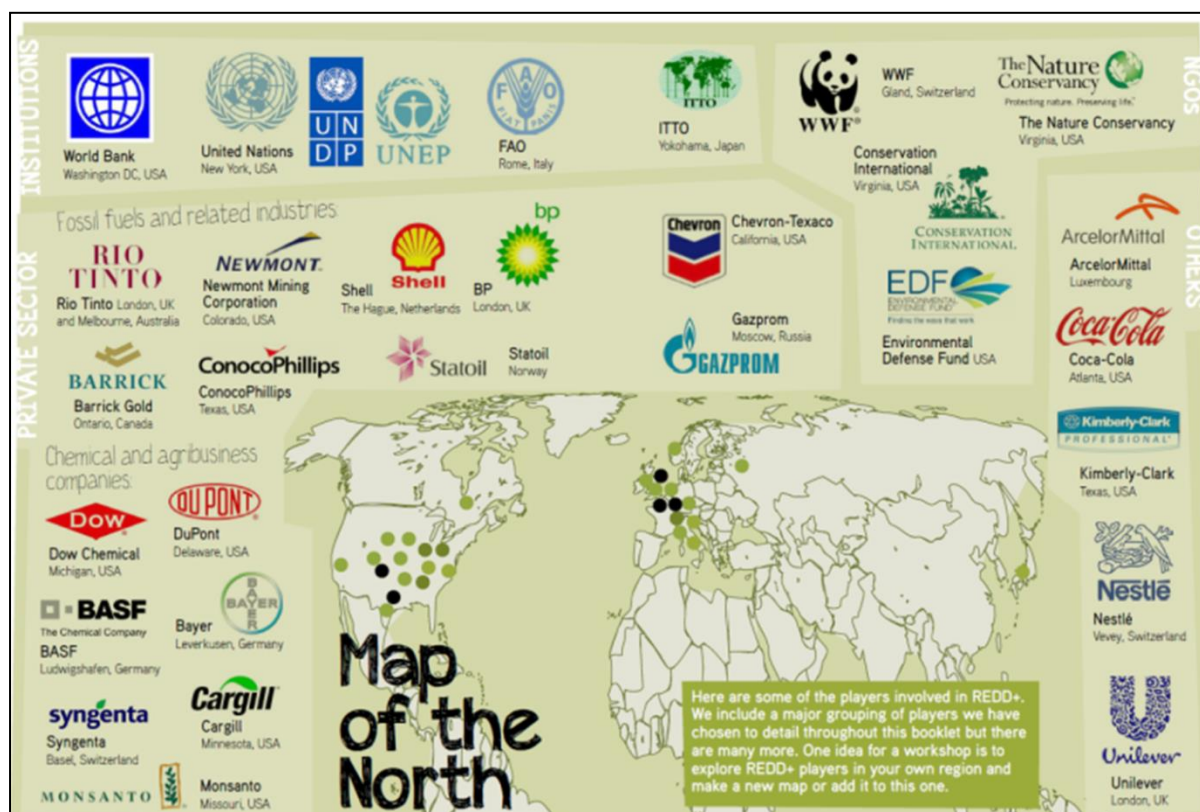 INSTITUTIONS
World Bank
Washington DC, USA
United Nations
New York, USA
UN
DP
UNEP
FAO
FIAT PANIS
FAO
Rome, Italy
ITTO
ITTO
Yokohama, Japan
NGOs
WWF®
WWF
Gland, Switzerland
The Nature
Conservancy
Protecting nature. Preserving life.™
The Nature Conservancy
Virginia, USA
Conservation
International
Virginia, USA
CONSERVATION
INTERNATIONAL
EDF
ENVIRONMENTAL
DEFENSE FUND
Finding the ways that work
Environmental
Defense Fund USA
PRIVATE SECTOR
Fossil fuels and related industries:
RIO
TINTO
Rio Tinto London, UK
and Melbourne, Australia
NEWMONT
Newmont Mining
Corporation
Colorado, USA
Shell
Shell
The Hague, Netherlands
bp
BP
London, UK
Chevron
Chevron-Texaco
California, USA
BARRICK
Barrick Gold
Ontario, Canada
ConocoPhillips
ConocoPhillips
Texas, USA
Statoil
Statoil
Norway
GAZPROM
Gazprom
Moscow, Russia
Chemical and agribusiness
companies:
DOW
Dow Chemical
Michigan, USA
DUPONT
DuPont
Delaware, USA
BASF
The Chemical Company
BASF
Ludwigshafen, Germany
BAYER
BAYER
Bayer
Leverkusen, Germany
syngenta
Syngenta
Basel, Switzerland
Cargill
Cargill
Minnesota, USA
MONSANTO
Monsanto
Missouri, USA
OTHERS
ArcelorMittal
ArcelorMittal
Luxembourg
Coca-Cola
Coca-Cola
Atlanta, USA
Kimberly-Clark
PROFESSIONAL*
Kimberly-Clark
Texas, USA
Nestlé
Nestlé
Vevey, Switzerland
Unilever
Unilever
London, UK
Map
of the
North
Here are some of the players involved in REDD+.
We include a major grouping of players we have
chosen to detail throughout this booklet but there
are many more. One idea for a workshop is to
explore REDD+ players in your own region and
make a new map or add it to this one.